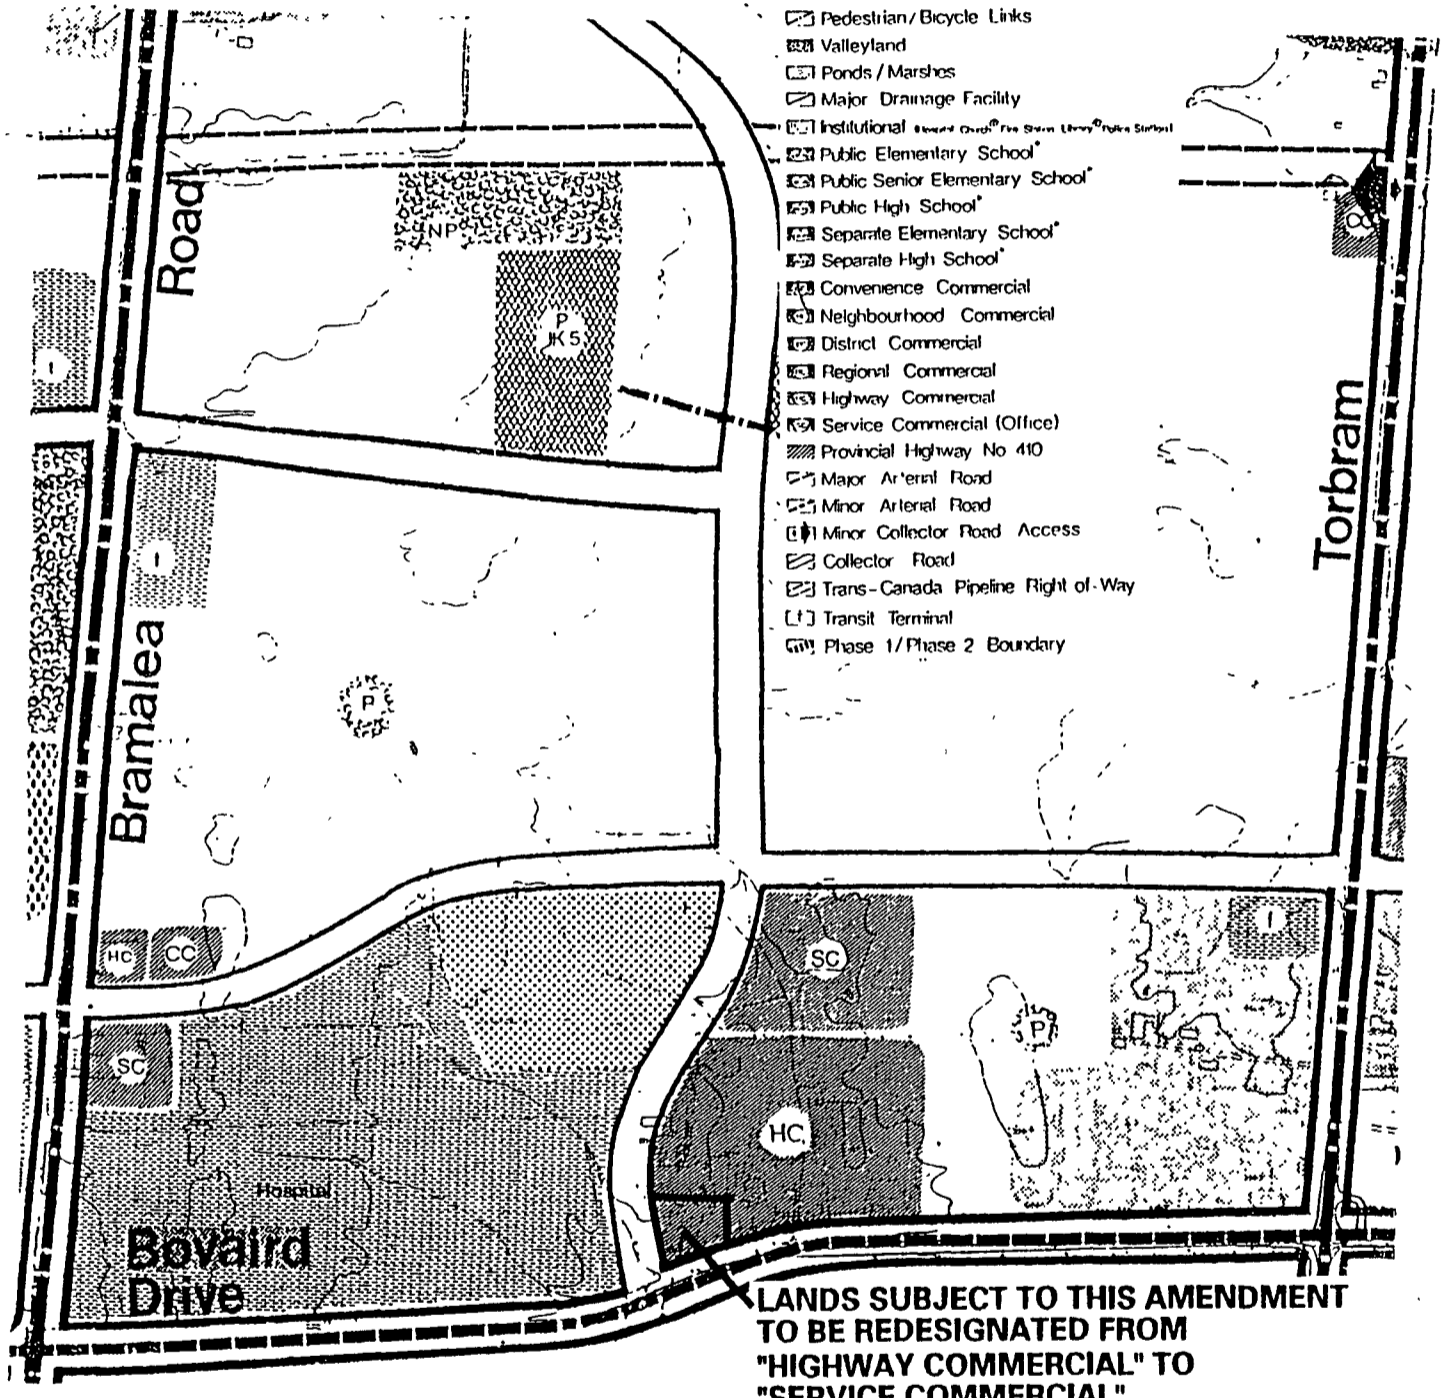 Pedestrian/Bicycle Links
Valleyland
Ponds/Marshes
Major Drainage Facility
Institutional
Public Elementary School*
Public Senior Elementary School*
Public High School*
Separate Elementary School*
Separate High School*
Convenience Commercial
Neighbourhood Commercial
District Commercial
Regional Commercial
Highway Commercial
Service Commercial (Office)
Provincial Highway No 410
Major Arterial Road
Minor Arterial Road
Minor Collector Road Access
Collector Road
Trans-Canada Pipeline Right of-Way
Transit Terminal
Phase 1/Phase 2 Boundary
Road
NP
P
JK5
I
I
Torbram
Bramalea
P
HC
CC
SC
I
SC
P
HC
Hospital
Bovaird
Drive
LANDS SUBJECT TO THIS AMENDMENT
TO BE REDESIGNATED FROM
"HIGHWAY COMMERCIAL" TO
"SERVICE COMMERCIAL"